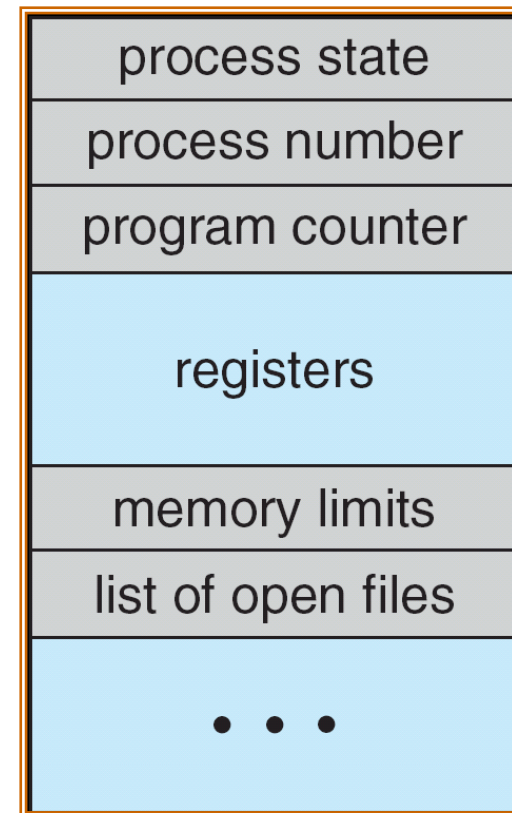 process state
process number
program counter
registers
memory limits
list of open files
• • •